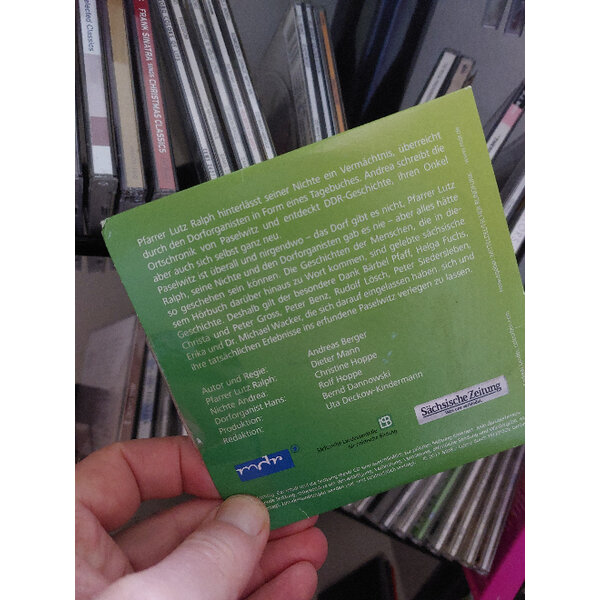 Selected Classics
FRANK SINATRA SINGS CHRISTMAS CLASSICS
Pfarrer Lutz Ralph hinterlässt seiner Nichte ein Vermächtnis, überreicht
durch den Dorforganisten in Form eines Tagebuches. Andrea schreibt die
Ortschronik von Paselwitz und entdeckt DDR-Geschichte, ihren Onkel
aber auch sich selbst ganz neu.
Paselwitz ist überall und nirgendwo – das Dorf gibt es nicht, Pfarrer Lutz
Ralph, seine Nichte und den Dorforganisten gab es nie – aber alles hätte
so geschehen sein können. Die Geschichten der Menschen, die in die-
sem Hörbuch darüber hinaus zu Wort kommen, sind gelebte sächsische
Geschichte. Deshalb gilt der besondere Dank Bärbel Pfaff, Helga Fuchs,
Christa und Peter Gross, Peter Benz, Rudolf Lösch, Peter Siedersleben,
Erika und Dr. Michael Wacker, die sich darauf eingelassen haben, sich und
ihre tatsächlichen Erlebnisse ins erfundene Paselwitz verlegen zu lassen.
Autor und Regie: Andreas Berger
Pfarrer Lutz Ralph: Dieter Mann
Nichte Andrea: Christine Hoppe
Dorforganist Hans: Rolf Hoppe
Produktion: Bernd Dannowski
Redaktion: Uta Deckow-Kindermann
mdr
Sächsische Landeszentrale
für politische Bildung
Sächsische Zeitung